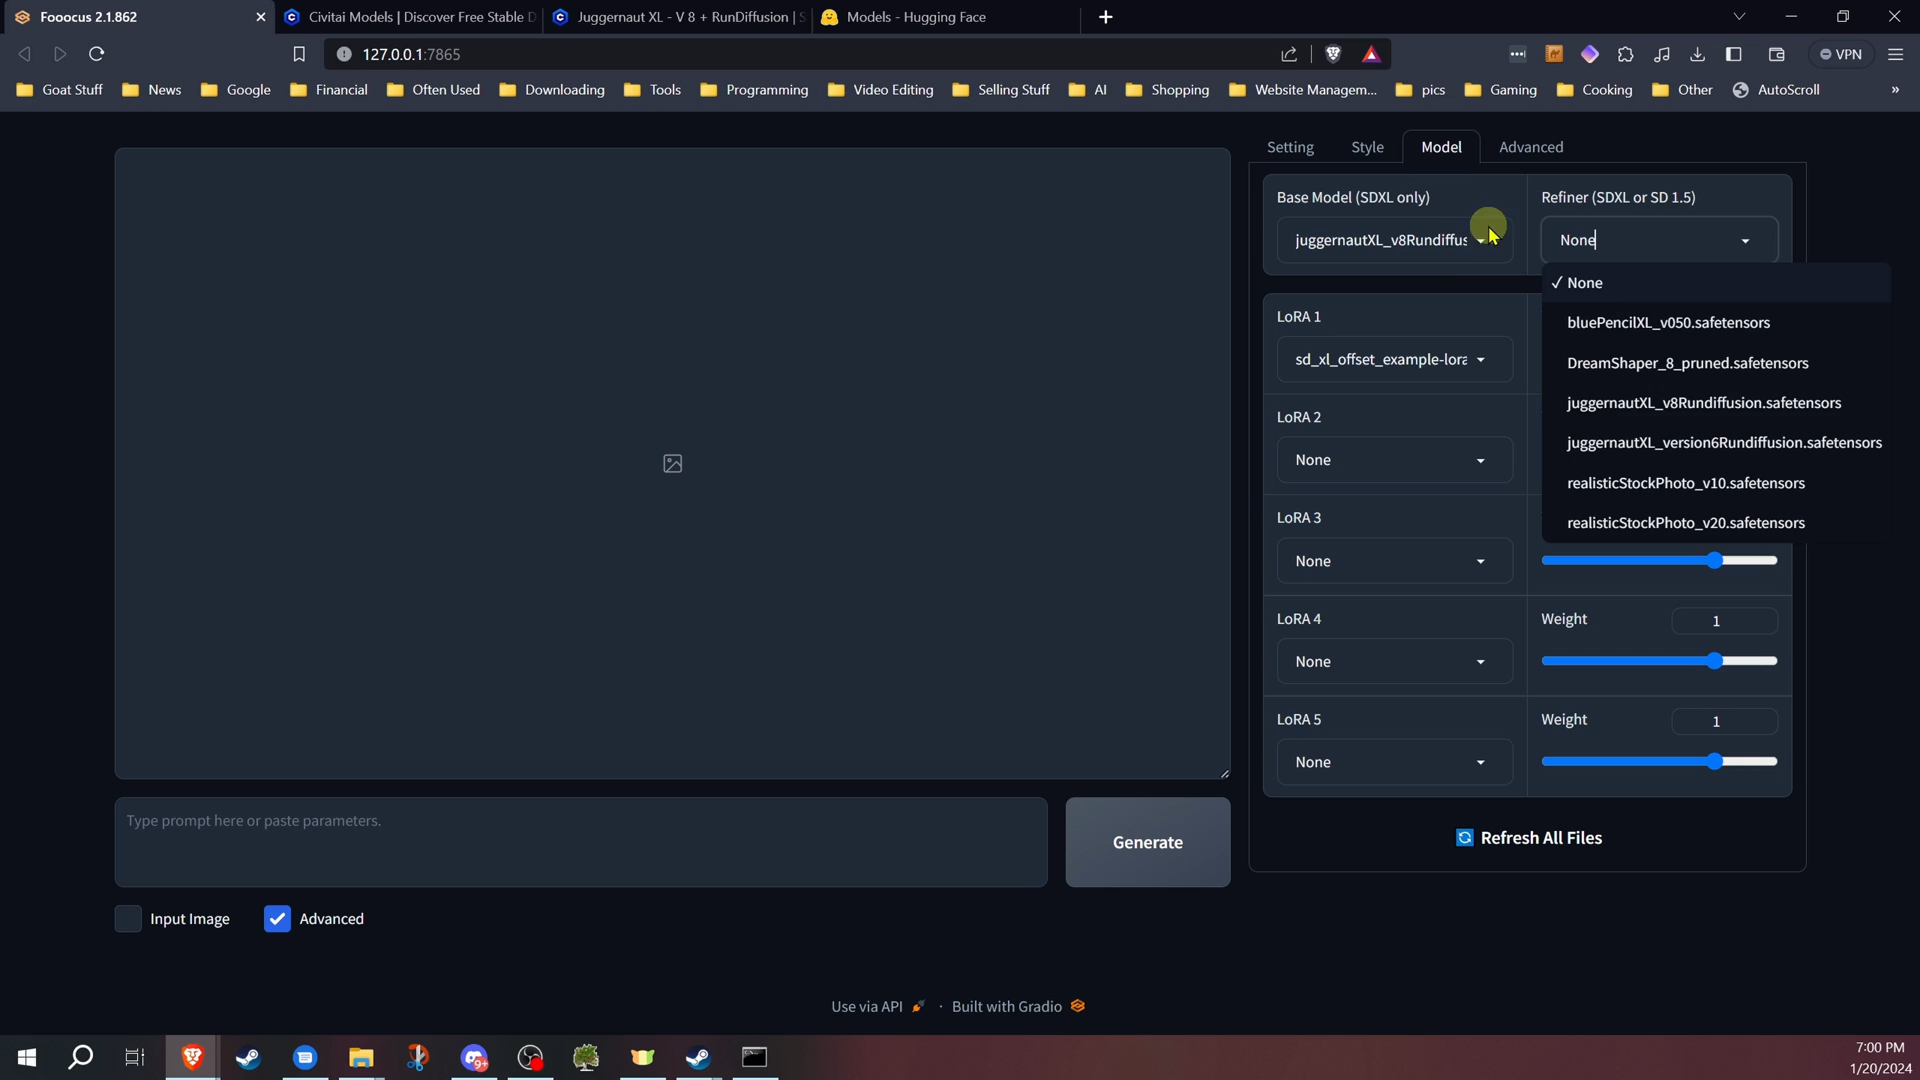 Fooocus 2.1.862
Civitai Models | Discover Free Stable D
Juggernaut XL - V 8 + RunDiffusion | S
Models - Hugging Face
127.0.0.1:7865
VPN
Goat Stuff
News
Google
Financial
Often Used
Downloading
Tools
Programming
Video Editing
Selling Stuff
AI
Shopping
Website Managem...
pics
Gaming
Cooking
Other
AutoScroll
»
Setting
Style
Model
Advanced
Base Model (SDXL only)
Refiner (SDXL or SD 1.5)
juggernautXL_v8Rundiffus
None
✓ None
bluePencilXL_v050.safetensors
DreamShaper_8_pruned.safetensors
juggernautXL_v8Rundiffusion.safetensors
juggernautXL_version6Rundiffusion.safetensors
realisticStockPhoto_v10.safetensors
realisticStockPhoto_v20.safetensors
LoRA 1
sd_xl_offset_example-lora
LoRA 2
None
LoRA 3
None
LoRA 4
None
Weight
1
LoRA 5
None
Weight
1
Refresh All Files
Type prompt here or paste parameters.
Generate
Input Image
Advanced
Use via API
·
Built with Gradio
9+
7:00 PM
1/20/2024